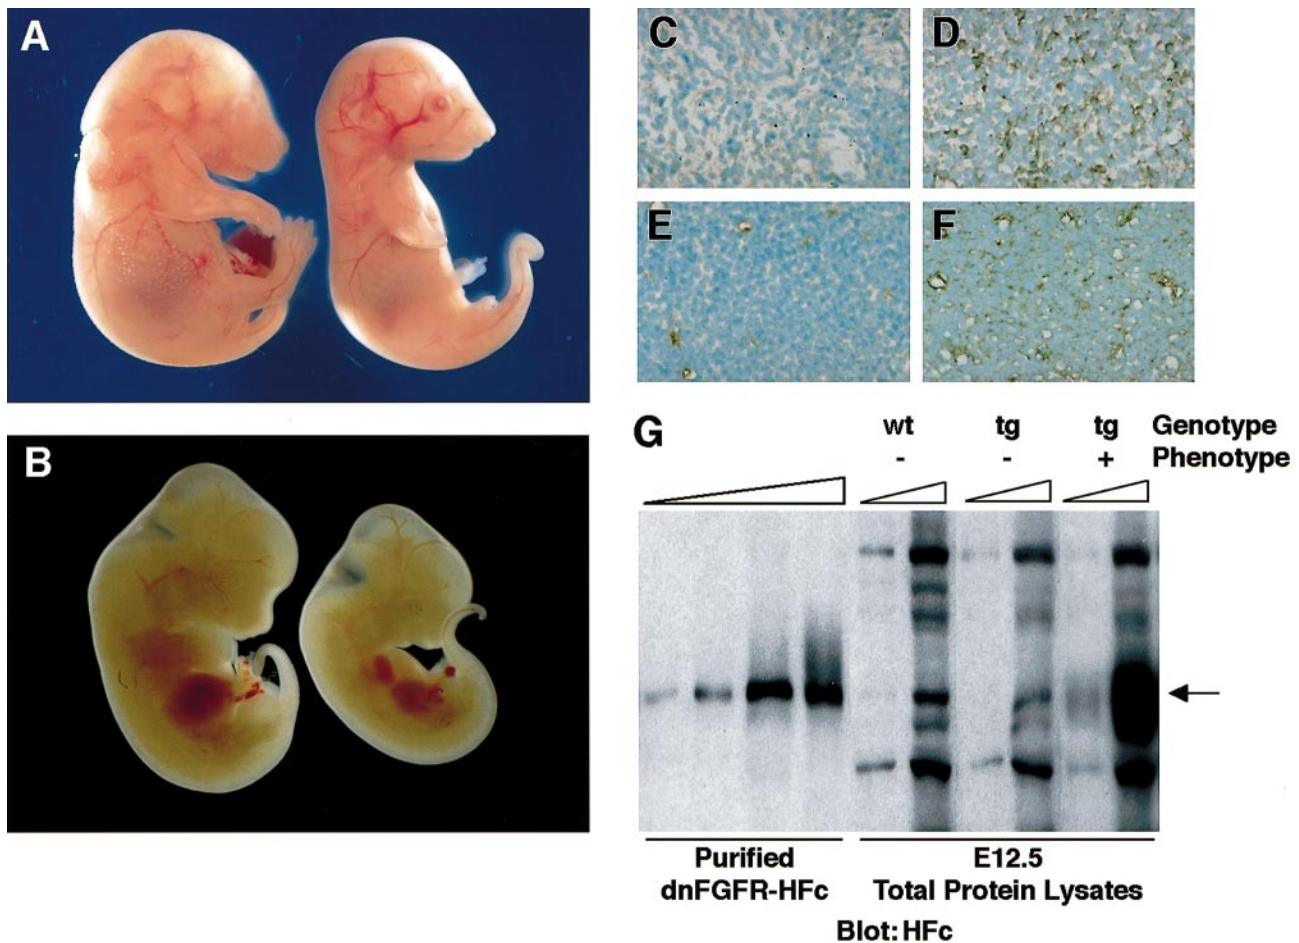 A
B
C
D
E
F
G
wt tg tg Genotype
- - + Phenotype
Purified
dnFGFR-HFc
E12.5
Total Protein Lysates
Blot: HFc